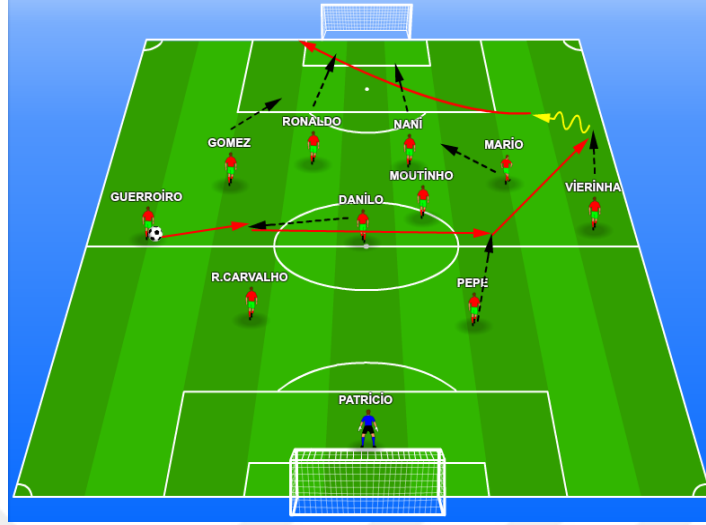 RONALDO
NANI
GOMEZ
MARİO
MOUTİNHO
VİERİNHA
GUERROİRO
DANİLO
R.CARVALHO
PEPE
PATRİCİO